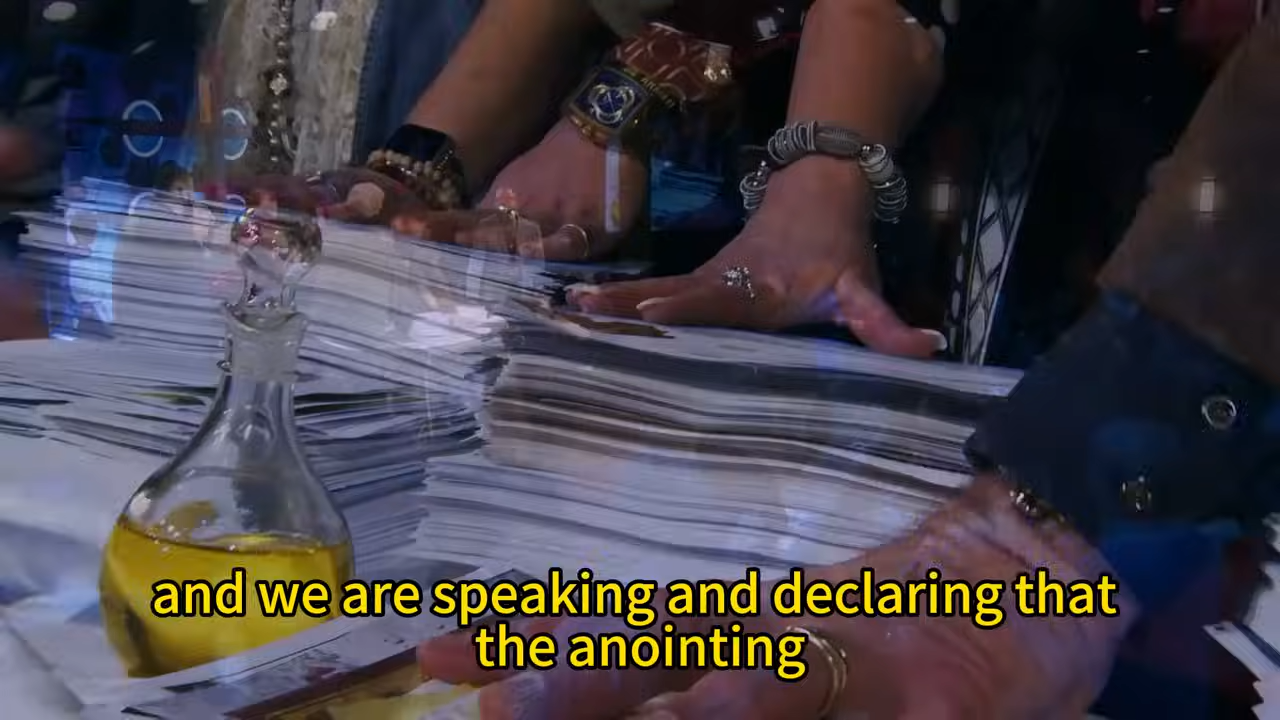 and we are speaking and declaring that
the anointing